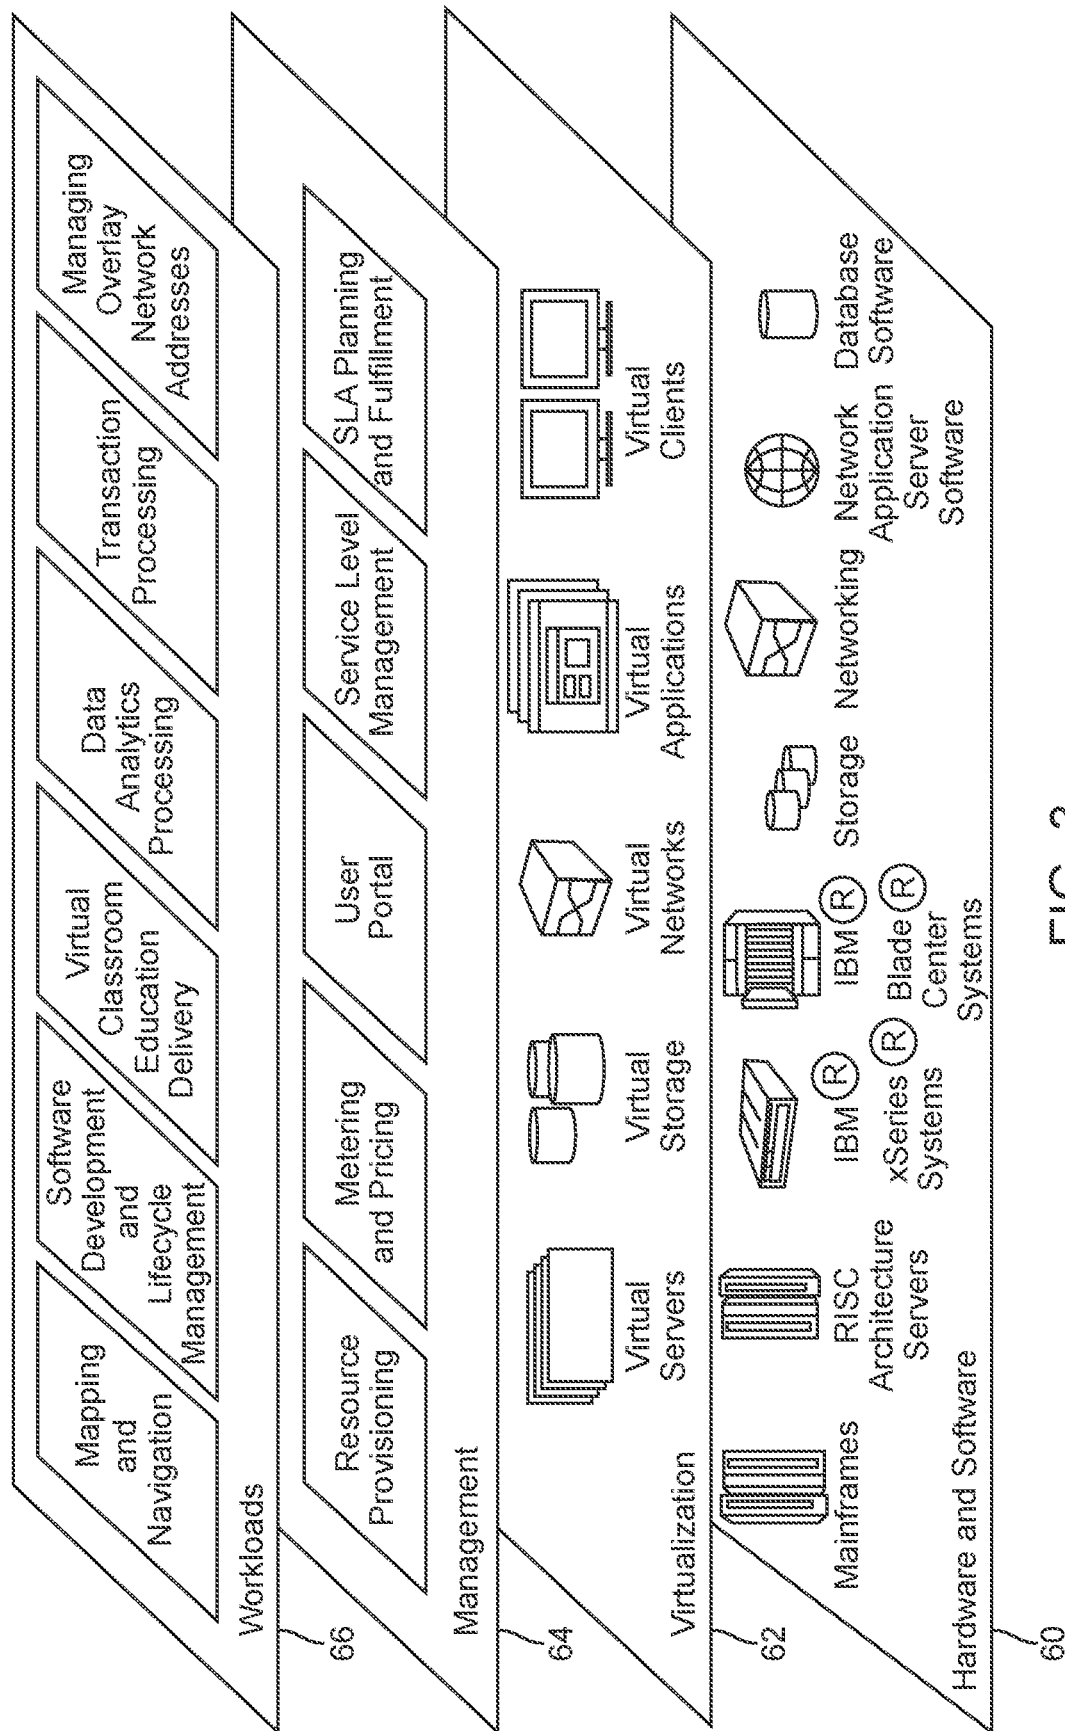 Mapping
and
Navigation
Software
Development
and
Lifecycle
Management
Virtual
Classroom
Education
Delivery
Data
Analytics
Processing
Transaction
Processing
Managing
Overlay
Network
Addresses
Workloads
66
Resource
Provisioning
Metering
and Pricing
User
Portal
Service Level
Management
SLA Planning
and Fulfillment
Management
64
Virtual
Servers
Virtual
Storage
Virtual
Networks
Virtual
Applications
Virtual
Clients
Virtualization
62
Mainframes
RISC
Architecture
Servers
IBM®
xSeries®
Systems
IBM®
Blade®
Center
Systems
Storage
Networking
Network
Application
Server
Software
Database
Software
Hardware and Software
60